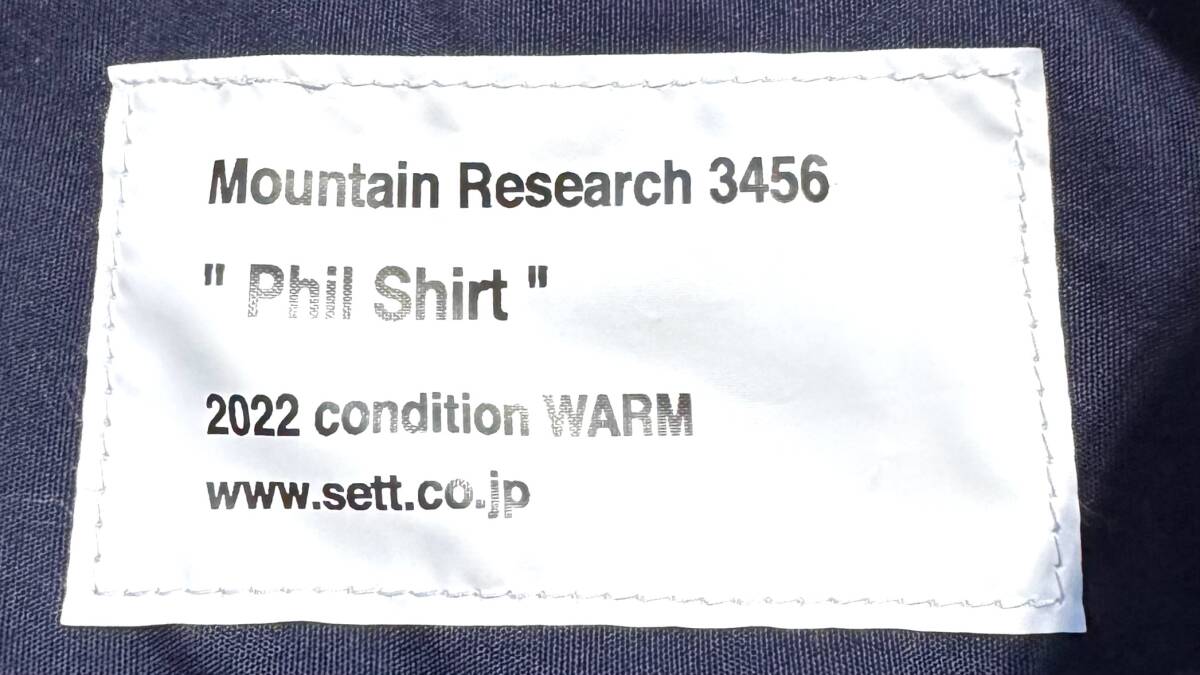 Mountain Research 3456
" Phil Shirt "
2022 condition WARM
www.sett.co.jp